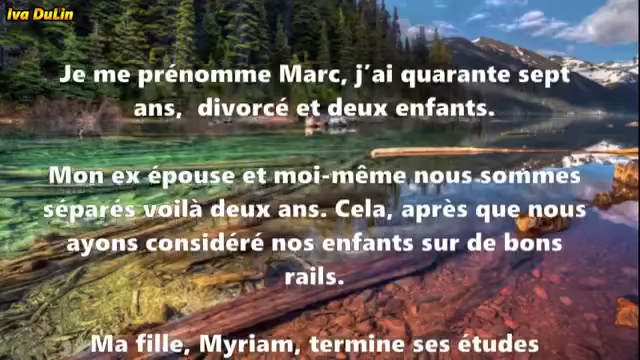 Iva DuLin
Je me prénomme Marc, j’ai quarante sept
ans, divorcé et deux enfants.
Mon ex épouse et moi-même nous sommes
séparés voilà deux ans. Cela, après que nous
ayons considéré nos enfants sur de bons
rails.
Ma fille, Myriam, termine ses études